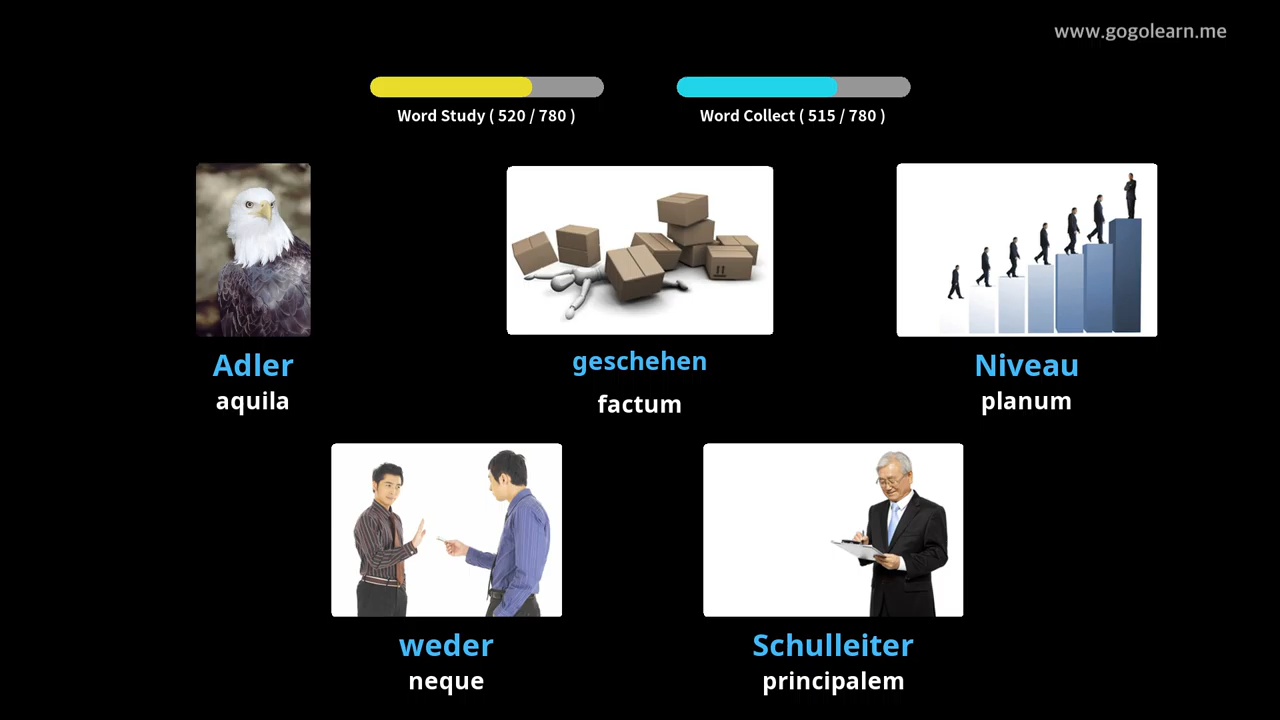 www.gogolearn.me
Word Study ( 520 / 780 )
Word Collect ( 515 / 780 )
Adler
aquila
geschehen
factum
Niveau
planum
weder
neque
Schulleiter
principalem